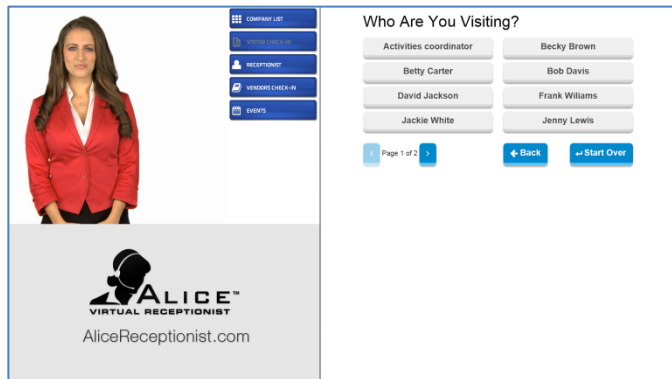 COMPANY LIST
VISITOR CHECK-IN
RECEPTIONIST
VENDORS CHECK-IN
EVENTS
ALICE™
VIRTUAL RECEPTIONIST
AliceReceptionist.com
Who Are You Visiting?
Activities coordinator Becky Brown
Betty Carter Bob Davis
David Jackson Frank Wiliams
Jackie White Jenny Lewis
< Page 1 of 2 > ← Back ↵ Start Over